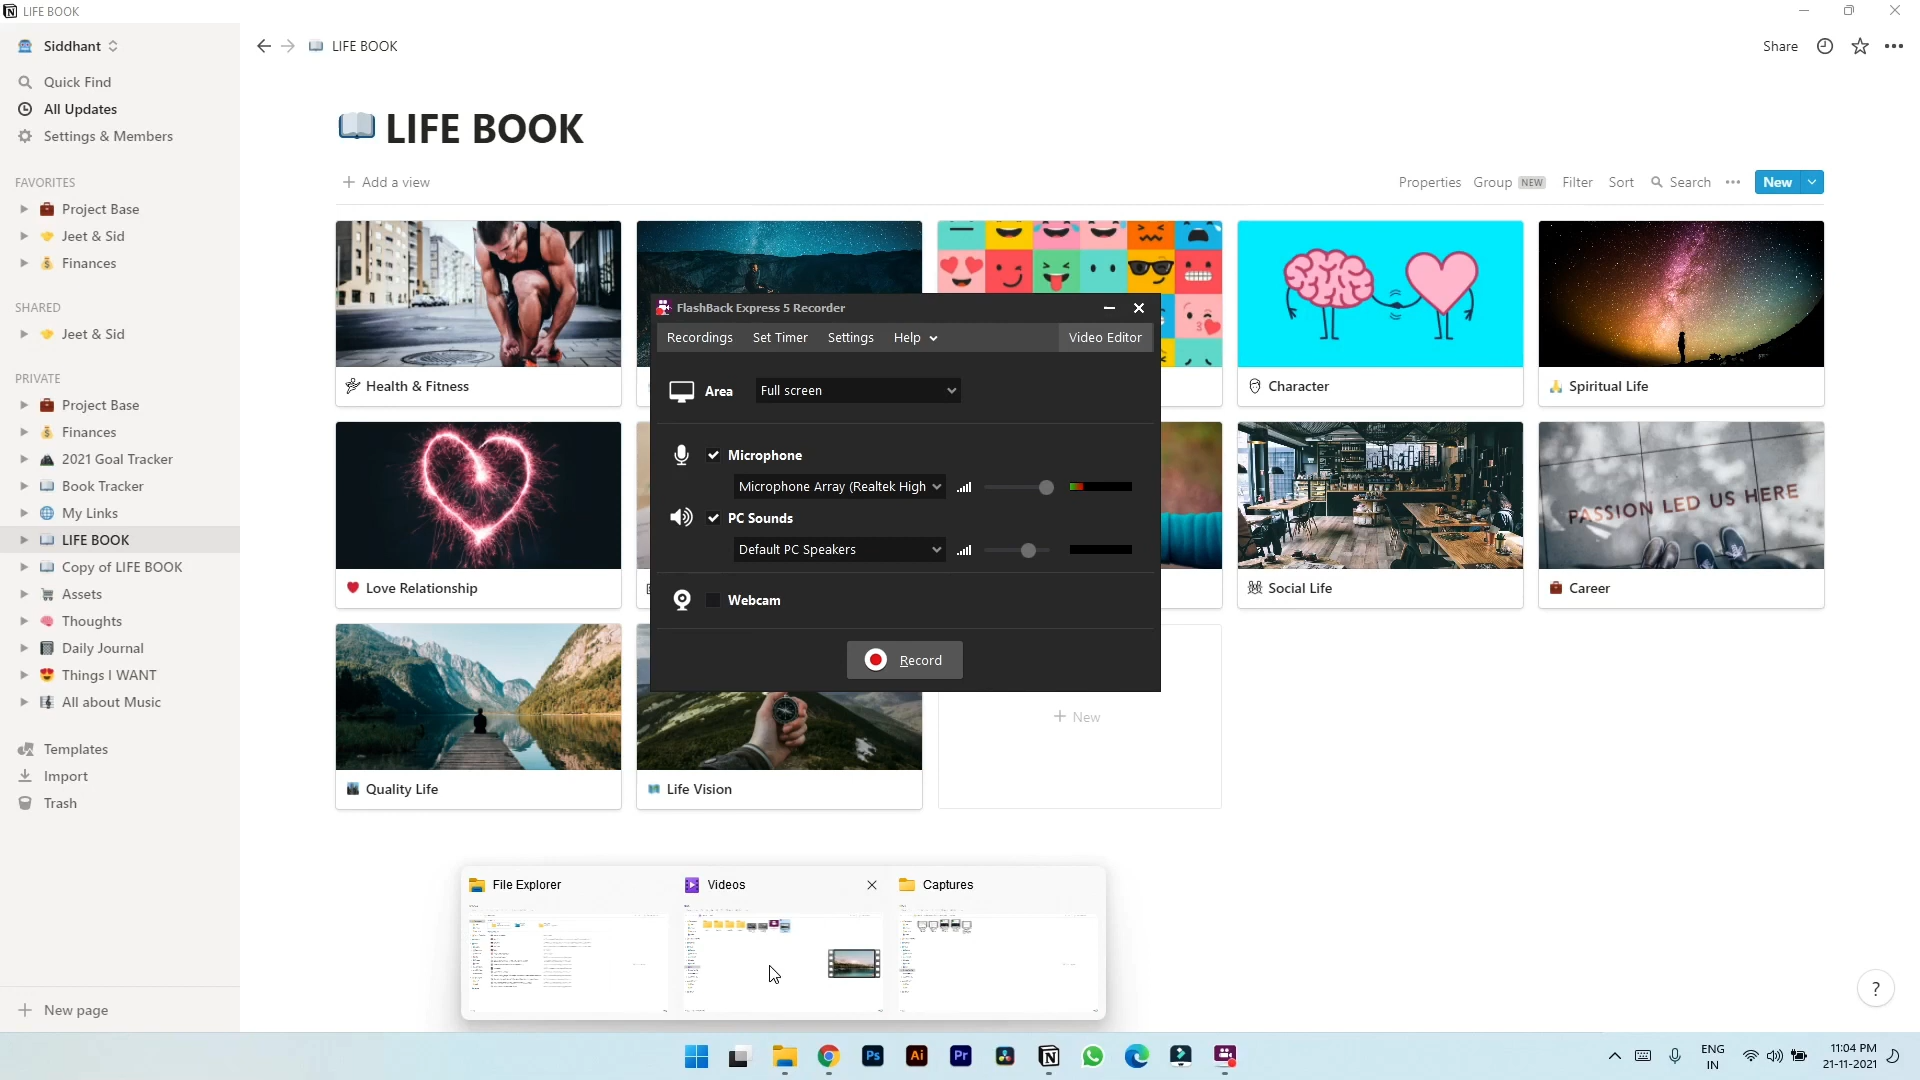 LIFE BOOK
Siddhant
LIFE BOOK
Share
Quick Find
All Updates
Settings & Members
LIFE BOOK
Add a view
Properties Group NEW Filter Sort Search New
FAVORITES
Project Base
Jeet & Sid
Finances
SHARED
Jeet & Sid
PRIVATE
Project Base
Finances
2021 Goal Tracker
Book Tracker
My Links
LIFE BOOK
Copy of LIFE BOOK
Assets
Thoughts
Daily Journal
Things I WANT
All about Music
Templates
Import
Trash
New page
Health & Fitness
Character
Spiritual Life
Love Relationship
Social Life
PASSION LED US HERE
Career
Quality Life
Life Vision
New
FlashBack Express 5 Recorder
Recordings Set Timer Settings Help Video Editor
Area Full screen
Microphone
Microphone Array (Realtek High
PC Sounds
Default PC Speakers
Webcam
Record
File Explorer
Videos
Captures
?
Ps
Ai
Pr
ENG
IN
11:04 PM
21-11-2021